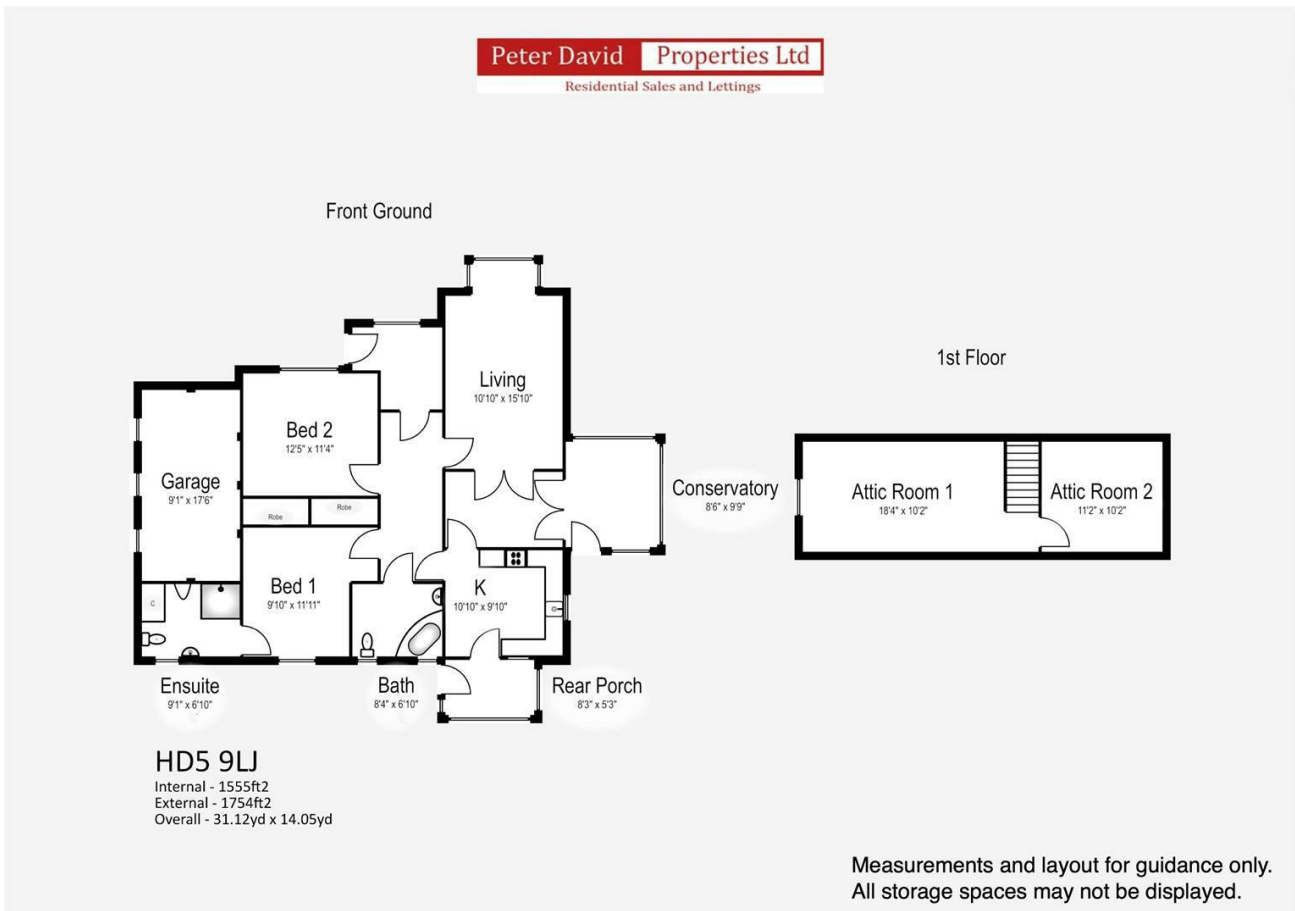 Peter David Properties Ltd
Residential Sales and Lettings
Front Ground
1st Floor
Living
10'10" x 15'10"
Bed 2
12'5" x 11'4"
Garage
9'1" x 17'6"
Robe
Robe
Conservatory
8'6" x 9'9"
Attic Room 1
18'4" x 10'2"
Attic Room 2
11'2" x 10'2"
Bed 1
9'10" x 11'11"
K
10'10" x 9'10"
C
Ensuite
9'1" x 6'10"
Bath
8'4" x 6'10"
Rear Porch
8'3" x 5'3"
HD5 9LJ
Internal - 1555ft2
External - 1754ft2
Overall - 31.12yd x 14.05yd
Measurements and layout for guidance only.
All storage spaces may not be displayed.